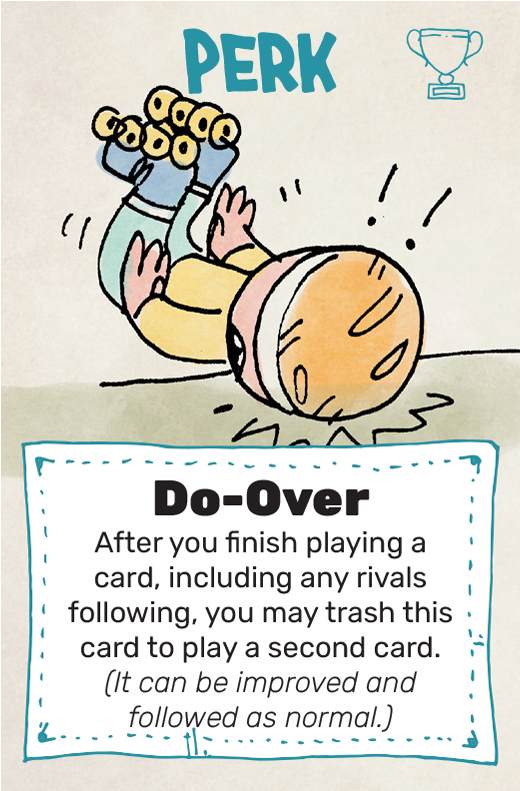 PERK
Do-Over
After you finish playing a
card, including any rivals
following, you may trash this
card to play a second card.
(It can be improved and
followed as normal.)